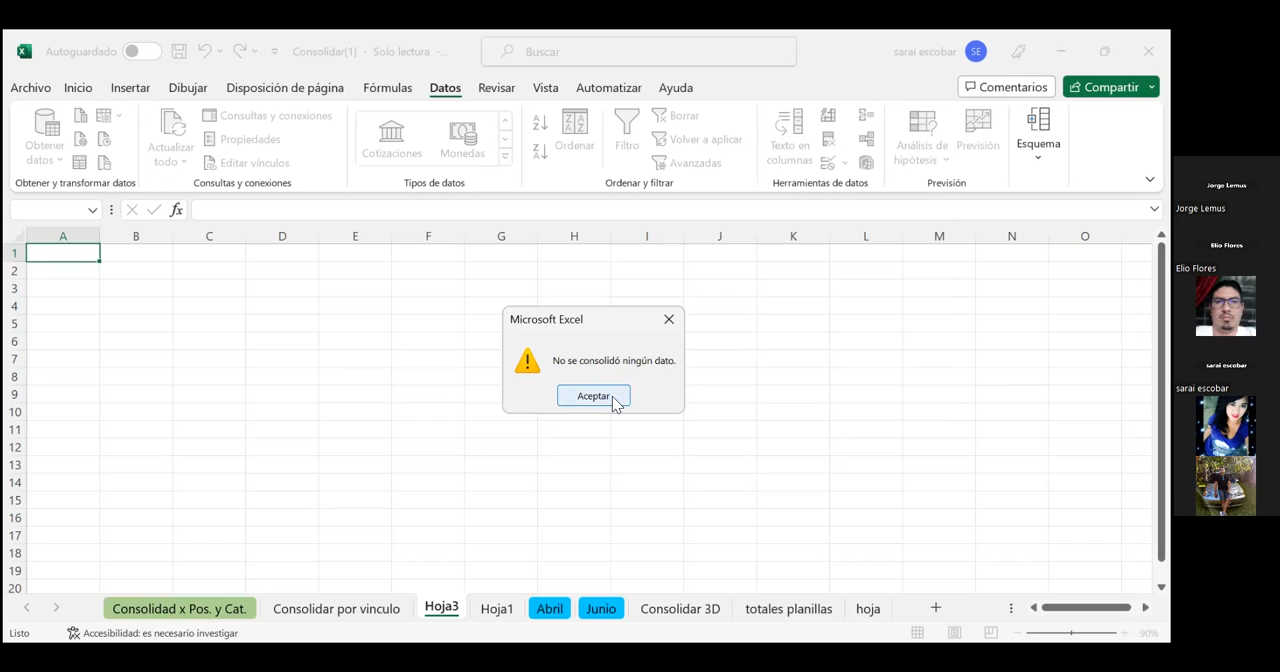 Autoguardado
Consolidar[1] - Solo lectura -...
Buscar
sarai escobar SE
Archivo Inicio Insertar Dibujar Disposición de página Fórmulas Datos Revisar Vista Automatizar Ayuda
Comentarios Compartir
Obtener datos
Actualizar todo
Consultas y conexiones
Propiedades
Editar vínculos
Cotizaciones Monedas
Ordenar
Filtro
Borrar
Volver a aplicar
Avanzadas
Texto en columnas
Análisis de hipótesis
Previsión
Esquema
Obtener y transformar datos Consultas y conexiones Tipos de datos Ordenar y filtrar Herramientas de datos Previsión
fx
A B C D E F G H I J K L M N O
1
2
3
4
5
6
7
8
9
10
11
12
13
14
15
16
17
18
19
20
Microsoft Excel
No se consolidó ningún dato.
Aceptar
Consolidad x Pos. y Cat. Consolidar por vinculo Hoja3 Hoja1 Abril Junio Consolidar 3D totales planillas hoja
Listo Accesibilidad: es necesario investigar 90%
Jorge Lemus
Jorge Lemus
Elio Flores
Elio Flores
sarai escobar
sarai escobar